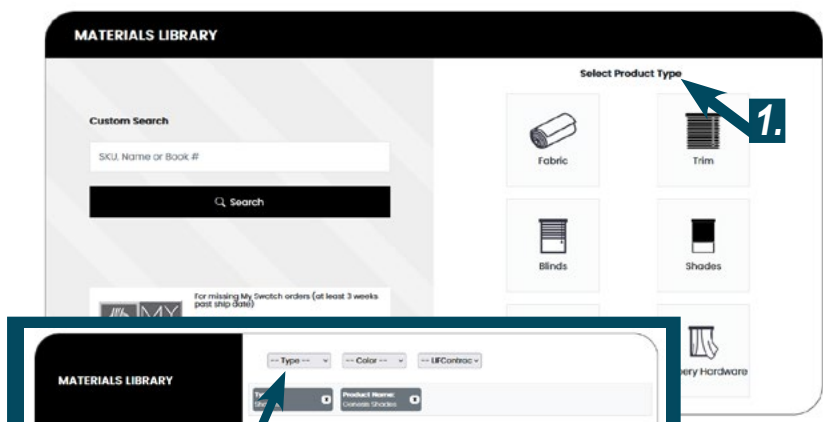 MATERIALS LIBRARY
Select Product Type
1.
Custom Search
SKU, Name or Book #
Search
Fabric
Trim
Blinds
Shades
For missing My Swatch orders (at least 3 weeks
past ship date)
MY
-- Type --
-- Color --
-- UFContrac
MATERIALS LIBRARY
Product Name:
Genesis Shades
Hardware